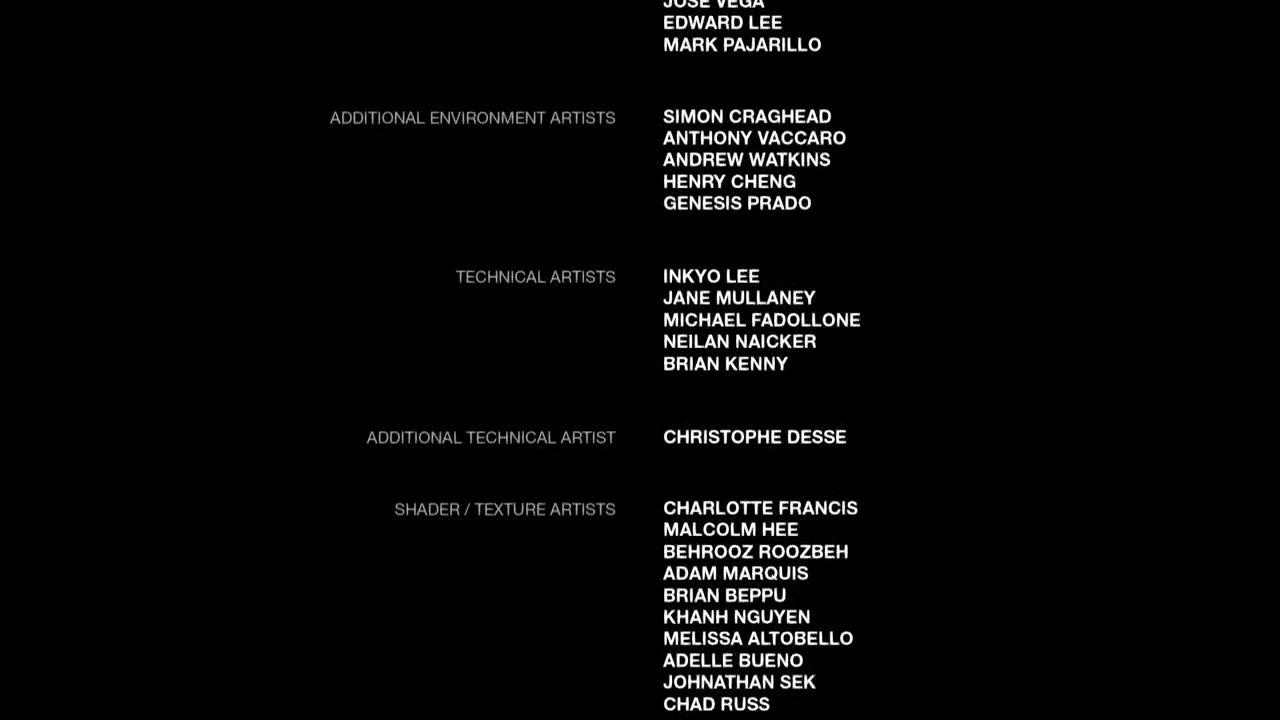 JOSE VEGA
EDWARD LEE
MARK PAJARILLO
ADDITIONAL ENVIRONMENT ARTISTS SIMON CRAGHEAD
ANTHONY VACCARO
ANDREW WATKINS
HENRY CHENG
GENESIS PRADO
TECHNICAL ARTISTS INKYO LEE
JANE MULLANEY
MICHAEL FADOLLONE
NEILAN NAICKER
BRIAN KENNY
ADDITIONAL TECHNICAL ARTIST CHRISTOPHE DESSE
SHADER / TEXTURE ARTISTS CHARLOTTE FRANCIS
MALCOLM HEE
BEHROOZ ROOZBEH
ADAM MARQUIS
BRIAN BEPPU
KHANH NGUYEN
MELISSA ALTOBELLO
ADELLE BUENO
JOHNATHAN SEK
CHAD RUSS